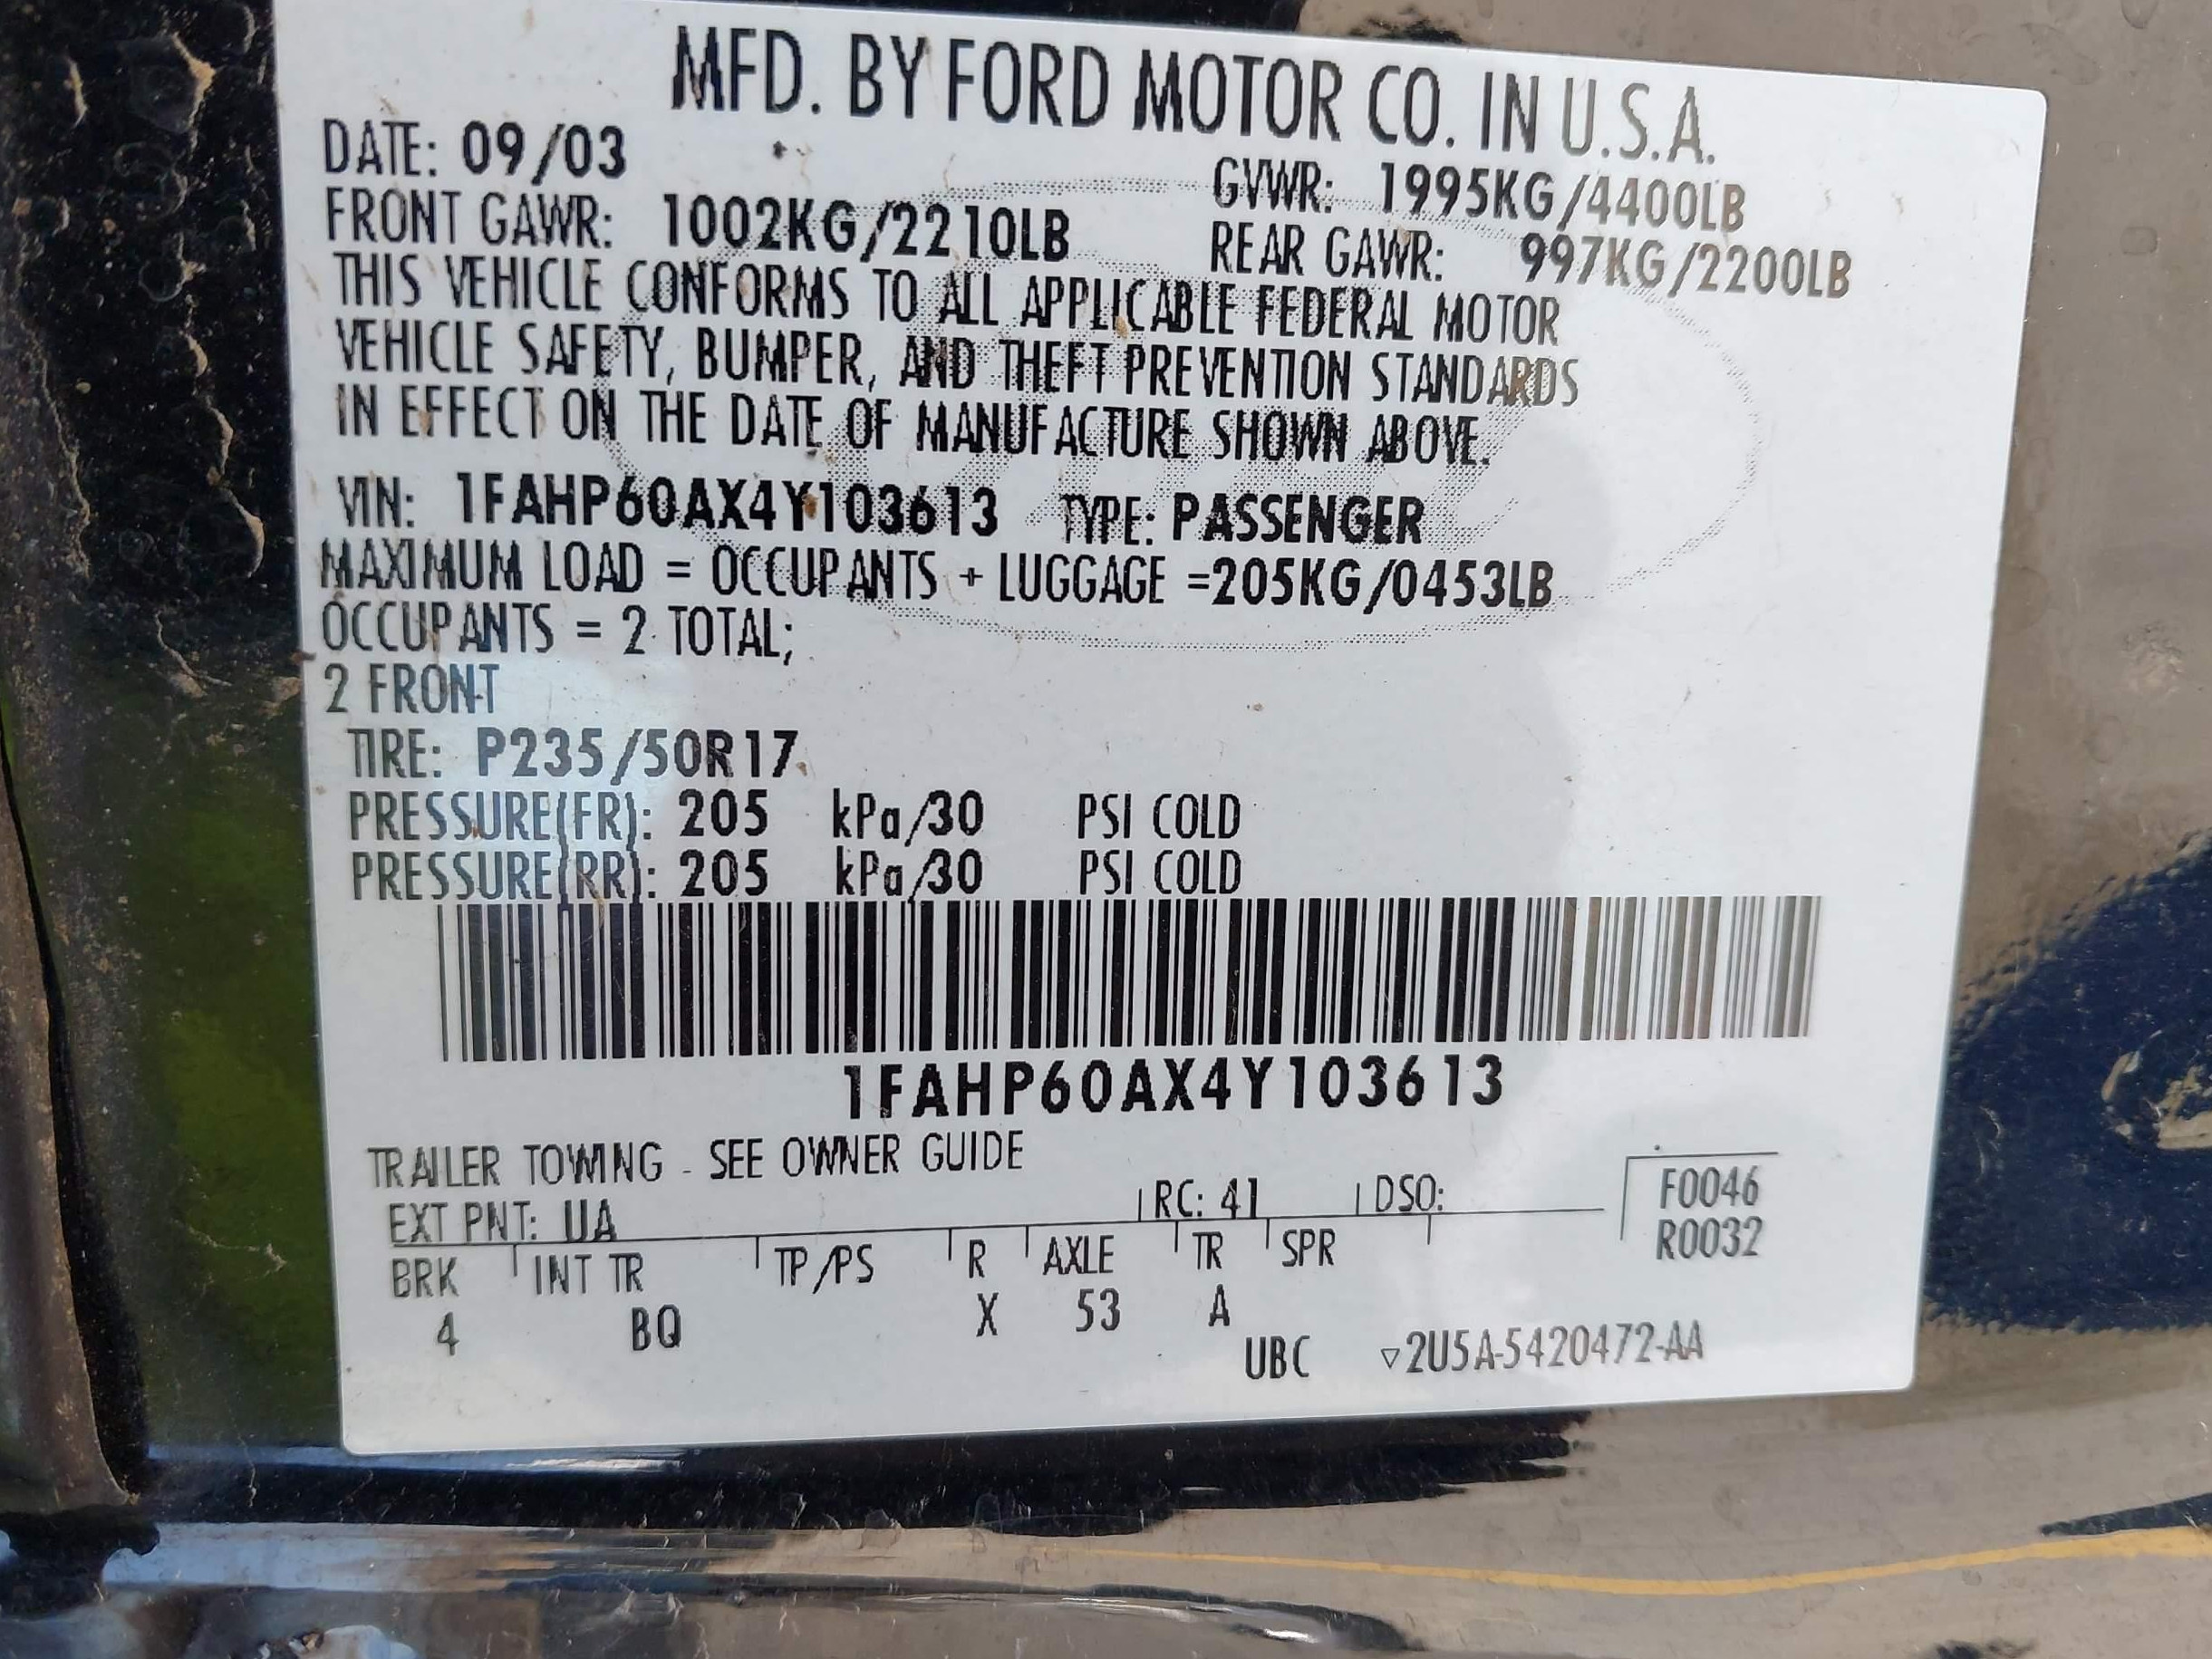 MFD. BY FORD MOTOR CO. IN U.S.A.
DATE: 09/03 GVWR: 1995KG/4400LB
FRONT GAWR: 1002KG/2210LB REAR GAWR: 997KG/2200LB
THIS VEHICLE CONFORMS TO ALL APPLICABLE FEDERAL MOTOR
VEHICLE SAFETY, BUMPER, AND THEFT PREVENTION STANDARDS
IN EFFECT ON THE DATE OF MANUFACTURE SHOWN ABOVE.
VIN: 1FAHP60AX4Y103613 TYPE: PASSENGER
MAXIMUM LOAD = OCCUPANTS + LUGGAGE =205KG/0453LB
OCCUPANTS = 2 TOTAL;
2 FRONT
TIRE: P235/50R17
PRESSURE(FR): 205 kPa/30 PSI COLD
PRESSURE(RR): 205 kPa/30 PSI COLD
1FAHP60AX4Y103613
TRAILER TOWING - SEE OWNER GUIDE
EXT PNT: UA RC: 41 DSO: F0046
R0032
BRK INT TR TP/PS R AXLE TR SPR
4 BQ X 53 A
UBC ▿2U5A-5420472-AA